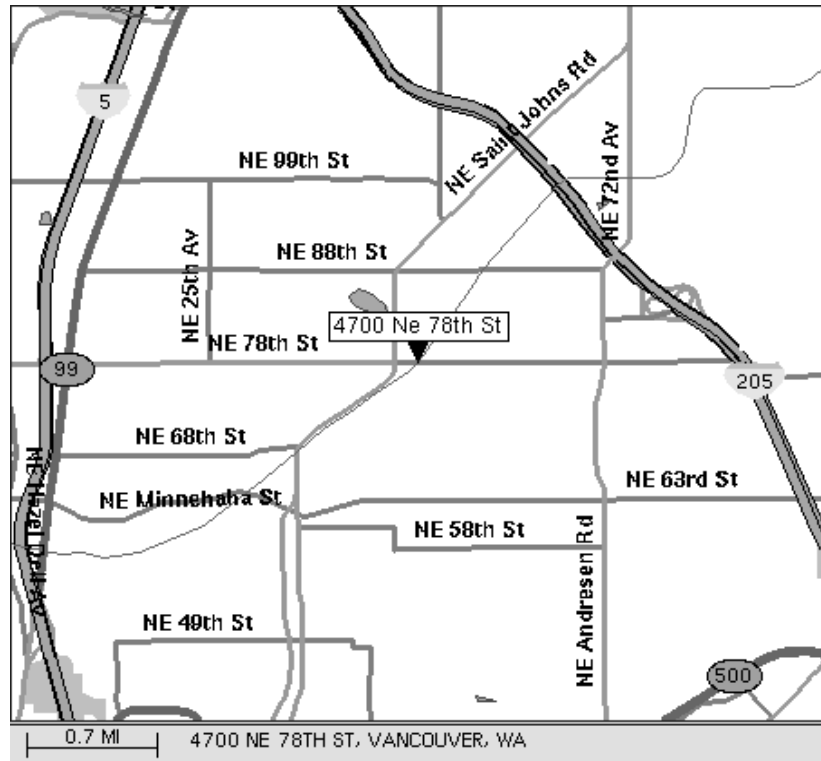 5
NE Saint Johns Rd
NE 72nd Av
NE 99th St
NE 25th Av
NE 88th St
4700 Ne 78th St
NE 78th St
99
205
NE 68th St
NE Hazel Dell Av
NE Minnehaha St
NE 63rd St
NE 58th St
NE Andresen Rd
NE 49th St
500
0.7 MI
4700 NE 78TH ST, VANCOUVER, WA